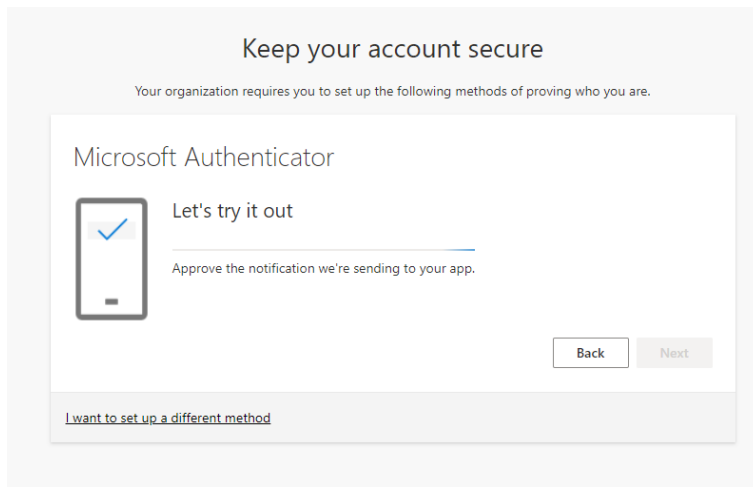 Keep your account secure
Your organization requires you to set up the following methods of proving who you are.
Microsoft Authenticator
Let's try it out
Approve the notification we're sending to your app.
Back
Next
I want to set up a different method